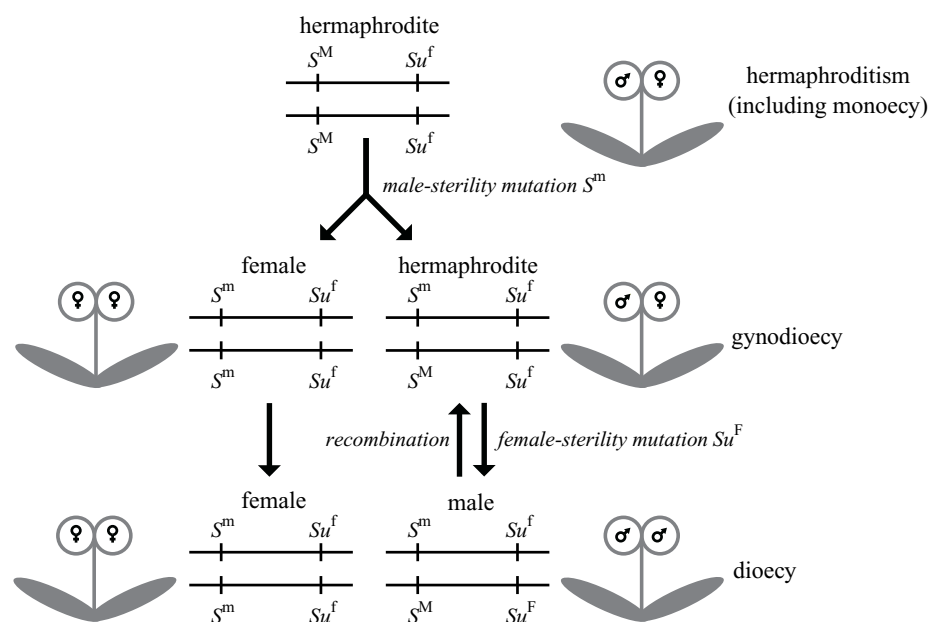 hermaphrodite
S^M Su^f
S^M Su^f
hermaphroditism
(including monoecy)
male-sterility mutation S^m
female
S^m Su^f
S^m Su^f
hermaphrodite
S^m Su^f
S^M Su^f
♂ ♀
♀ ♀
♂ ♀
gynodioecy
recombination
female-sterility mutation Su^F
female
S^m Su^f
S^m Su^f
male
S^m Su^f
S^M Su^F
♀ ♀
♂ ♂
dioecy